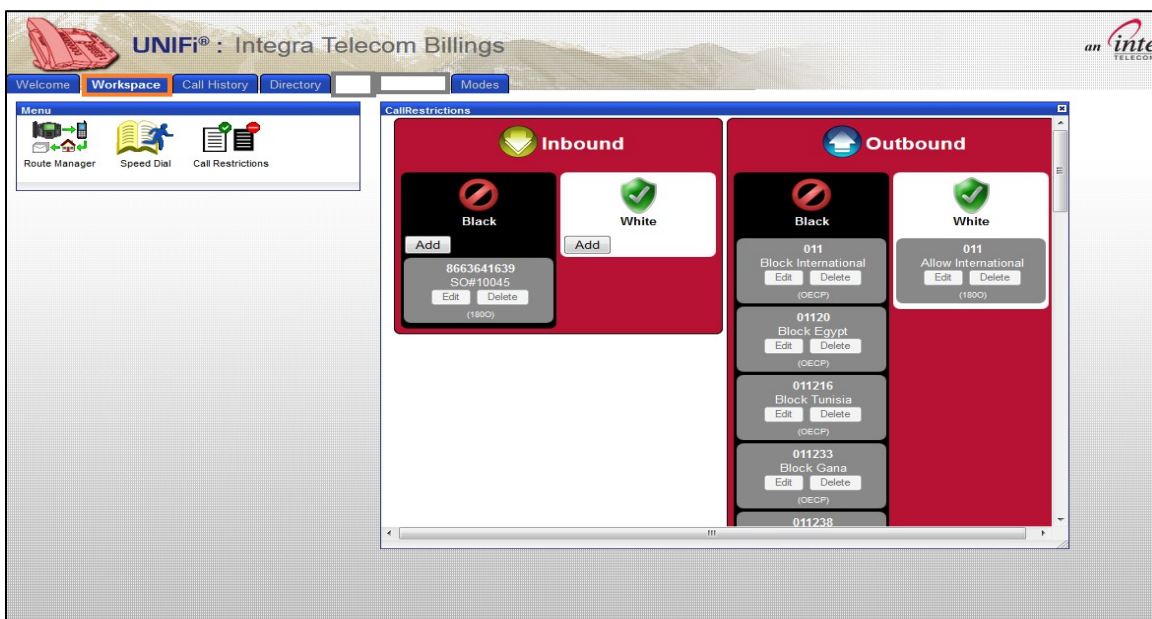 UNIFi® : Integra Telecom Billings
an inte
TELECOM
Welcome Workspace Call History Directory Modes
Menu
Route Manager Speed Dial Call Restrictions
CallRestrictions
Inbound
Black
Add
8663641639
SO#10045
Edit Delete
(180O)
White
Add
Outbound
Black
011
Block International
Edit Delete
(OECP)
01120
Block Egypt
Edit Delete
(OECP)
011216
Block Tunisia
Edit Delete
(OECP)
011233
Block Gana
Edit Delete
(OECP)
011238
White
011
Allow International
Edit Delete
(180O)